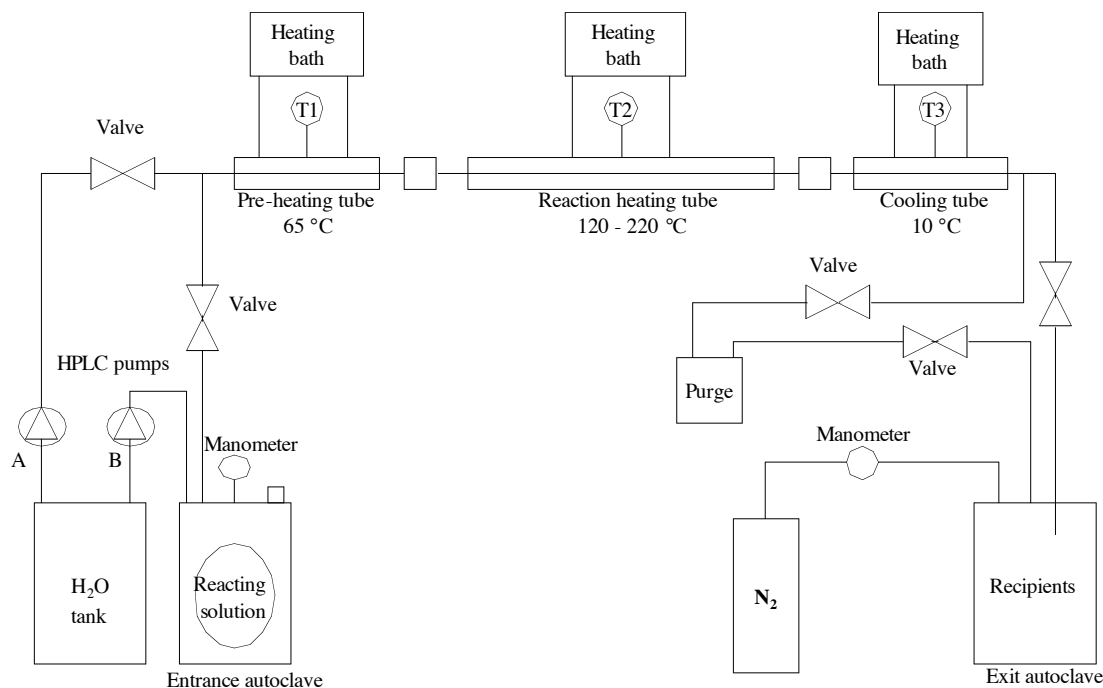 Heating
bath
Heating
bath
Heating
bath
T1
T2
T3
Valve
Pre-heating tube
65 °C
Reaction heating tube
120 - 220 °C
Cooling tube
10 °C
Valve
Valve
HPLC pumps
Valve
Purge
A
B
Manometer
Manometer
H₂O
tank
Reacting
solution
N₂
Recipients
Entrance autoclave
Exit autoclave